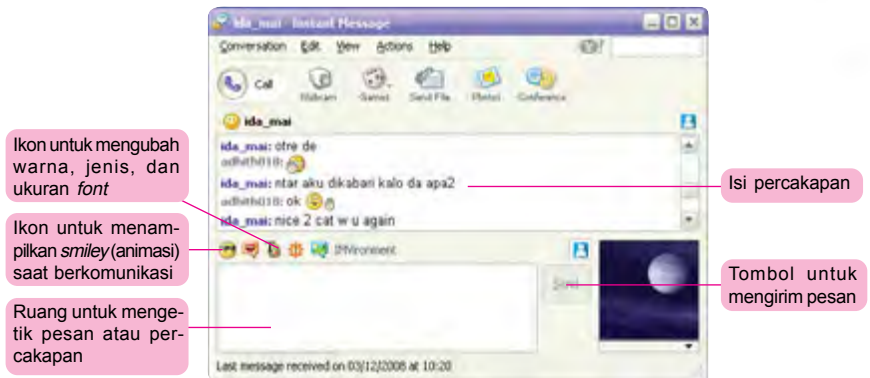 ida_mai - Instant Message
Conversation Edit View Actions Help
Call Webcam Games Send File Photos Conference
ida_mai
ida_mai: otre de
adhith018:
ida_mai: ntar aku dikabari kalo da apa2
adhith018: ok
ida_mai: nice 2 cat w u again
IMVironment
Send
Last message received on 03/12/2008 at 10:20
Ikon untuk mengubah
warna, jenis, dan
ukuran font
Ikon untuk menam-
pilkan smiley (animasi)
saat berkomunikasi
Ruang untuk menge-
tik pesan atau per-
cakapan
Isi percakapan
Tombol untuk
mengirim pesan